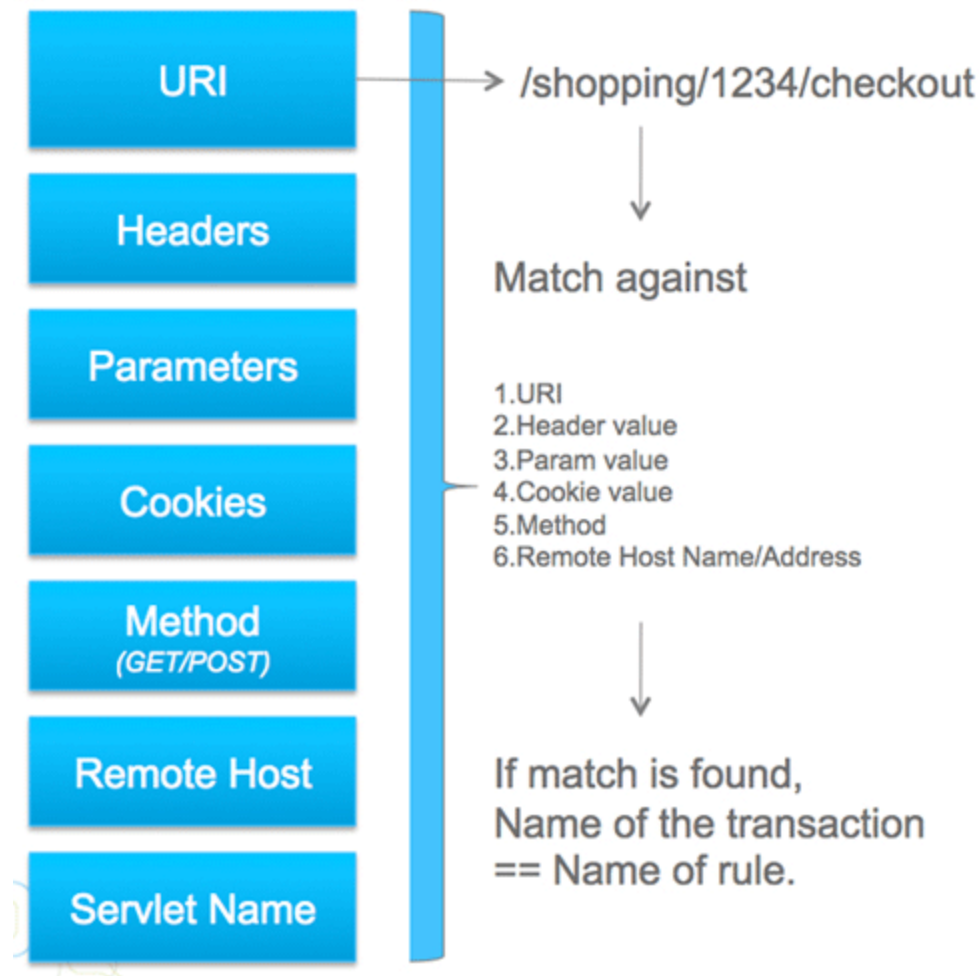 URI
Headers
Parameters
Cookies
Method
(GET/POST)
Remote Host
Servlet Name
/shopping/1234/checkout
Match against
1.URI
2.Header value
3.Param value
4.Cookie value
5.Method
6.Remote Host Name/Address
If match is found,
Name of the transaction
== Name of rule.